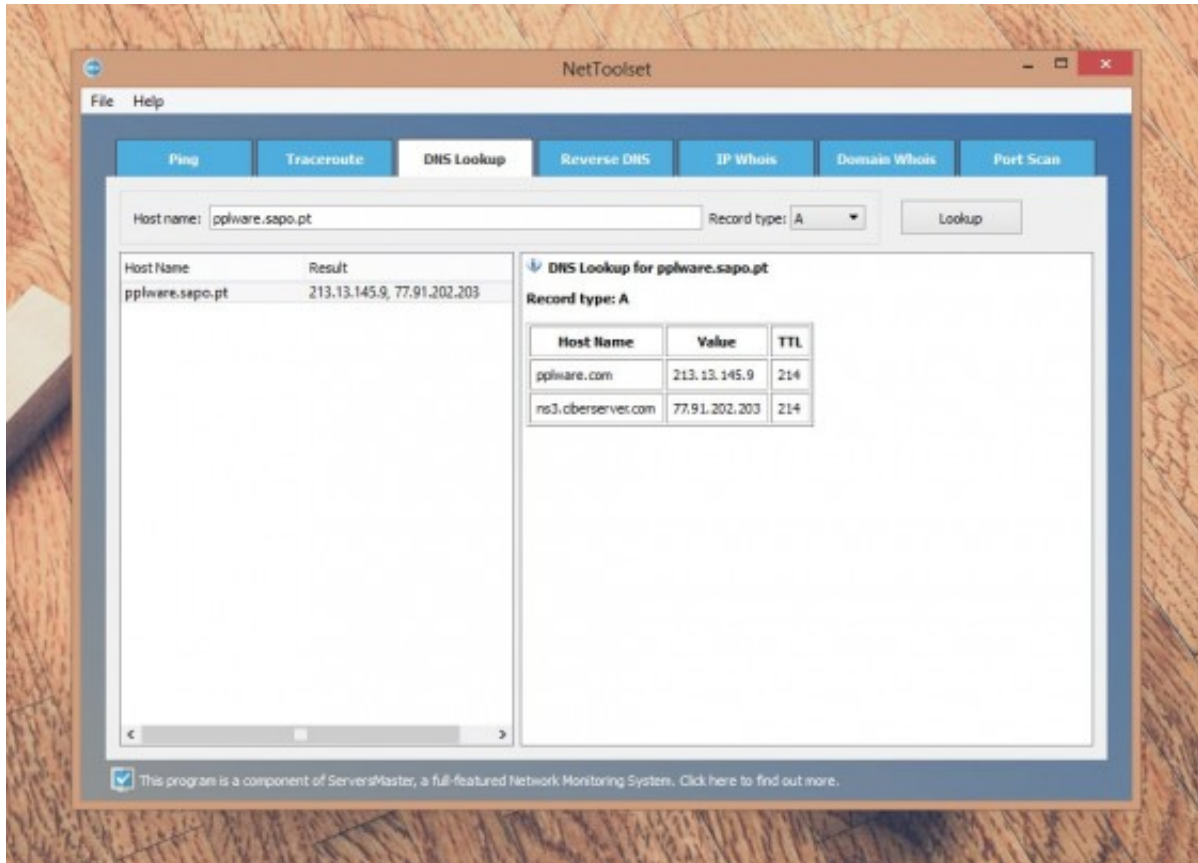 NetToolset
File Help
Ping Traceroute DNS Lookup Reverse DNS IP Whois Domain Whois Port Scan
Host name: pplware.sapo.pt Record type: A Lookup
Host Name Result
pplware.sapo.pt 213.13.145.9, 77.91.202.203
DNS Lookup for pplware.sapo.pt
Record type: A
Host Name Value TTL
pplware.com 213.13.145.9 214
ns3.ciberserver.com 77.91.202.203 214
This program is a component of ServersMaster, a full-featured Network Monitoring System. Click here to find out more.